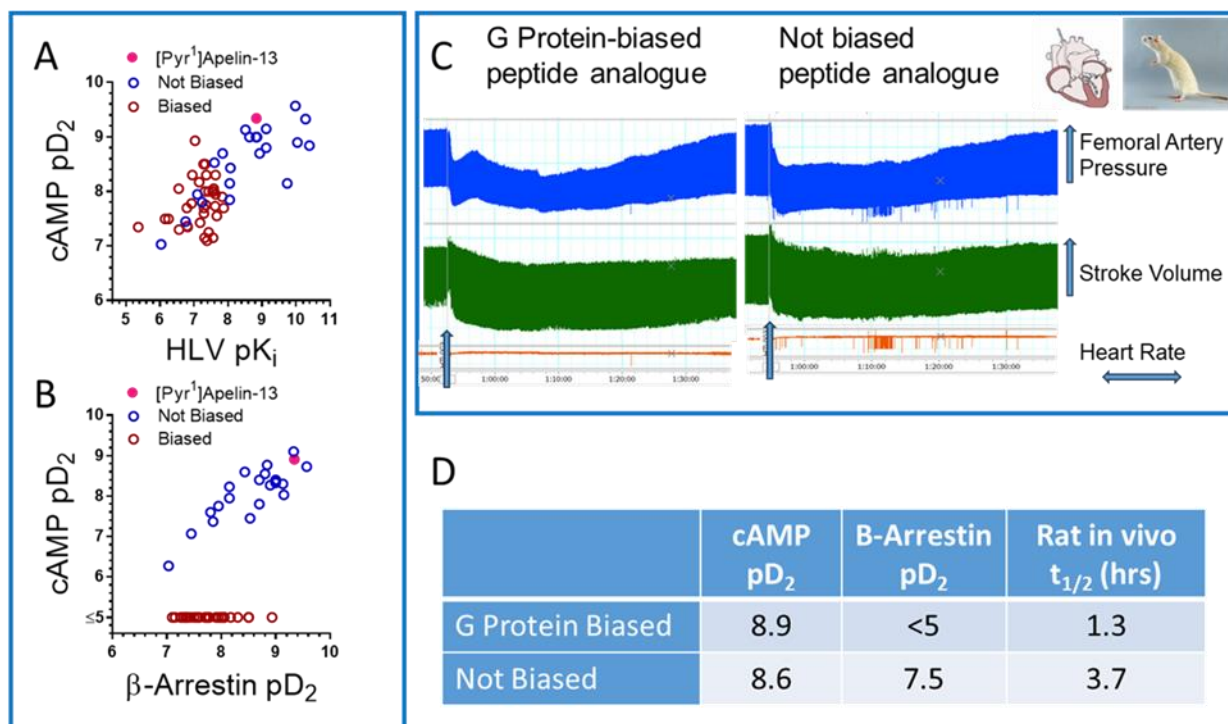 A
[Pyr¹]Apelin-13
Not Biased
Biased
cAMP pD₂
10
9
8
7
6
5 6 7 8 9 10 11
HLV pKᵢ
B
[Pyr¹]Apelin-13
Not Biased
Biased
cAMP pD₂
10
9
8
7
6
≤5
6 7 8 9 10
β-Arrestin pD₂
C
G Protein-biased
peptide analogue
Not biased
peptide analogue
Femoral Artery
Pressure
Stroke Volume
Heart Rate
50:00 1:00:00 1:10:00 1:20:00 1:30:00
1:00:00 1:10:00 1:20:00 1:30:00
D
cAMP pD₂ B-Arrestin pD₂ Rat in vivo t₁/₂ (hrs)
G Protein Biased 8.9 <5 1.3
Not Biased 8.6 7.5 3.7